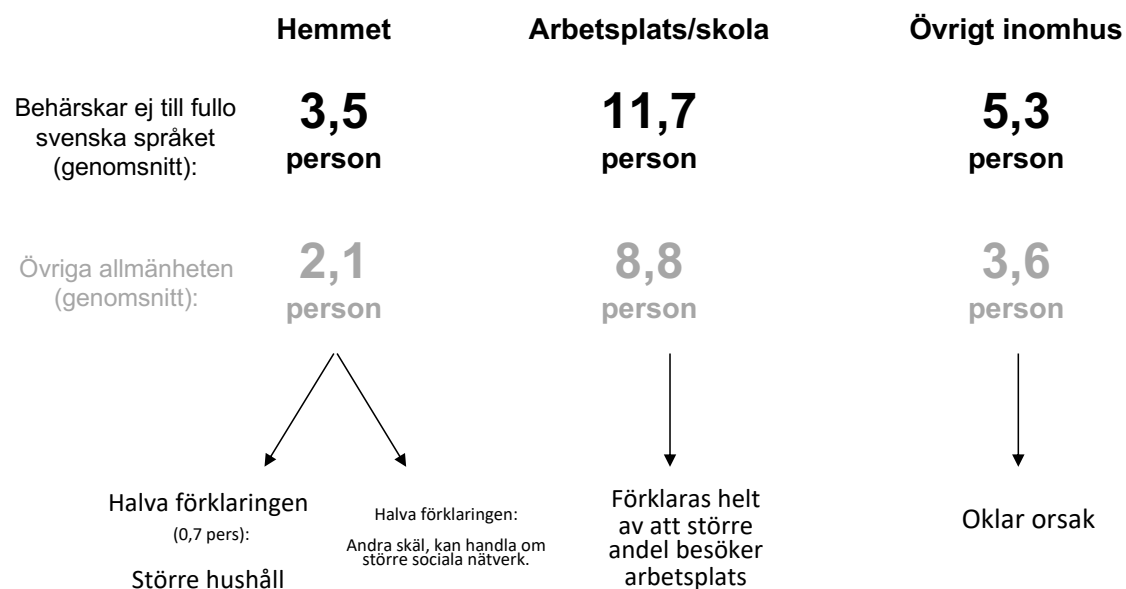 Hemmet
Arbetsplats/skola
Övrigt inomhus
Behärskar ej till fullo
svenska språket
(genomsnitt):
3,5
person
11,7
person
5,3
person
Övriga allmänheten
(genomsnitt):
2,1
person
8,8
person
3,6
person
Halva förklaringen
(0,7 pers):
Större hushåll
Halva förklaringen:
Andra skäl, kan handla om
större sociala nätverk.
Förklaras helt
av att större
andel besöker
arbetsplats
Oklar orsak